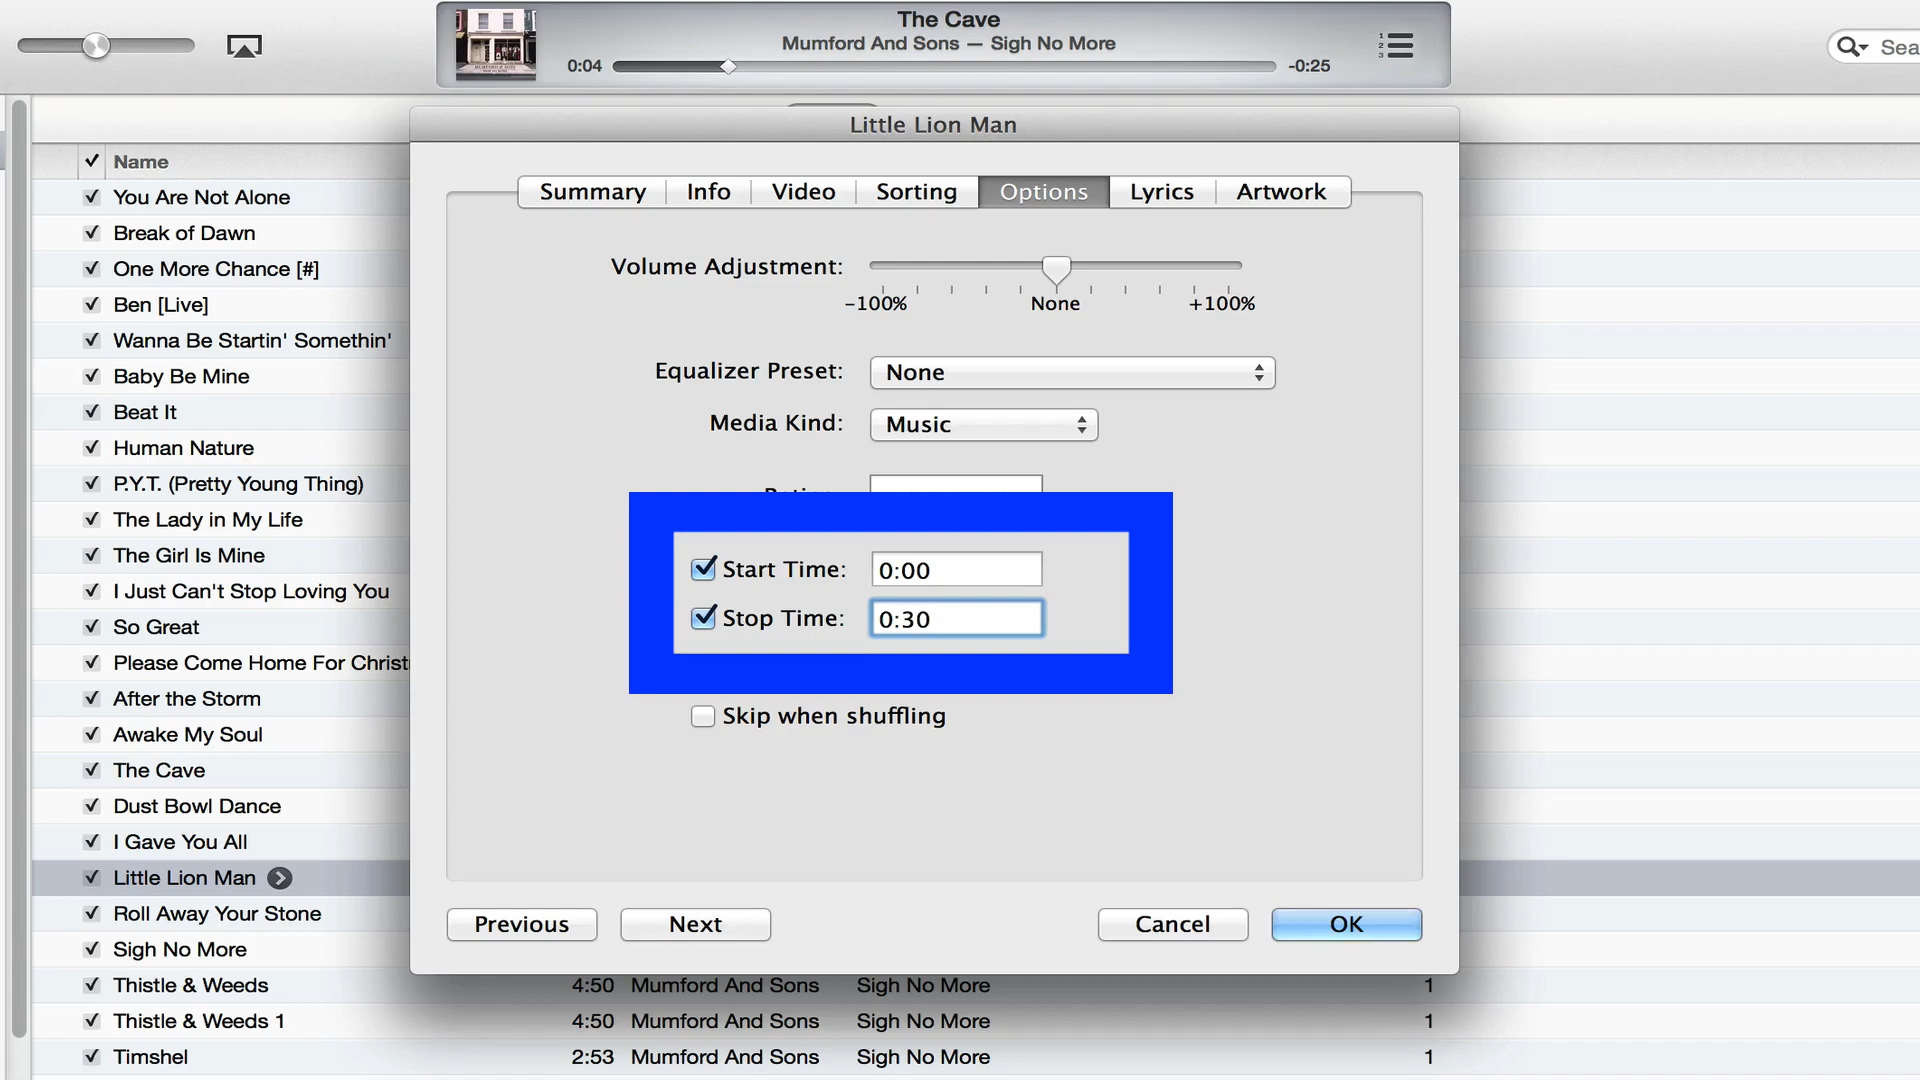 The Cave
Mumford And Sons — Sigh No More
0:04
-0:25
1
2
3
Sea
Little Lion Man
Name
Summary
Info
Video
Sorting
Options
Lyrics
Artwork
You Are Not Alone
Break of Dawn
One More Chance [#]
Ben [Live]
Wanna Be Startin' Somethin'
Baby Be Mine
Beat It
Human Nature
P.Y.T. (Pretty Young Thing)
The Lady in My Life
The Girl Is Mine
I Just Can't Stop Loving You
So Great
Please Come Home For Christ
After the Storm
Awake My Soul
The Cave
Dust Bowl Dance
I Gave You All
Little Lion Man
Roll Away Your Stone
Sigh No More
Volume Adjustment:
-100% None +100%
Equalizer Preset: None
Media Kind: Music
Start Time: 0:00
Stop Time: 0:30
Skip when shuffling
Previous
Next
Cancel
OK
Thistle & Weeds 4:50 Mumford And Sons Sigh No More 1
Thistle & Weeds 1 4:50 Mumford And Sons Sigh No More 1
Timshel 2:53 Mumford And Sons Sigh No More 1